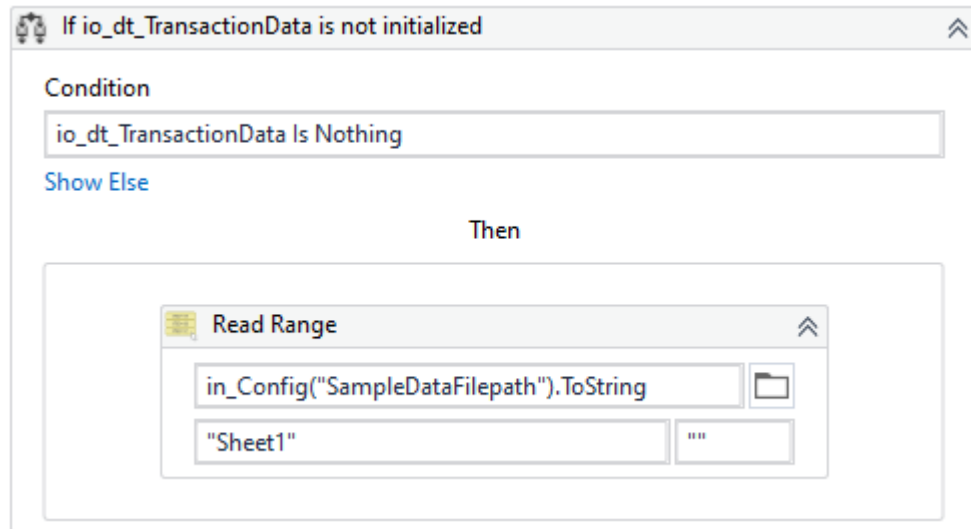 If io_dt_TransactionData is not initialized
Condition
io_dt_TransactionData Is Nothing
Show Else
Then
Read Range
in_Config("SampleDataFilepath").ToString
"Sheet1" ""